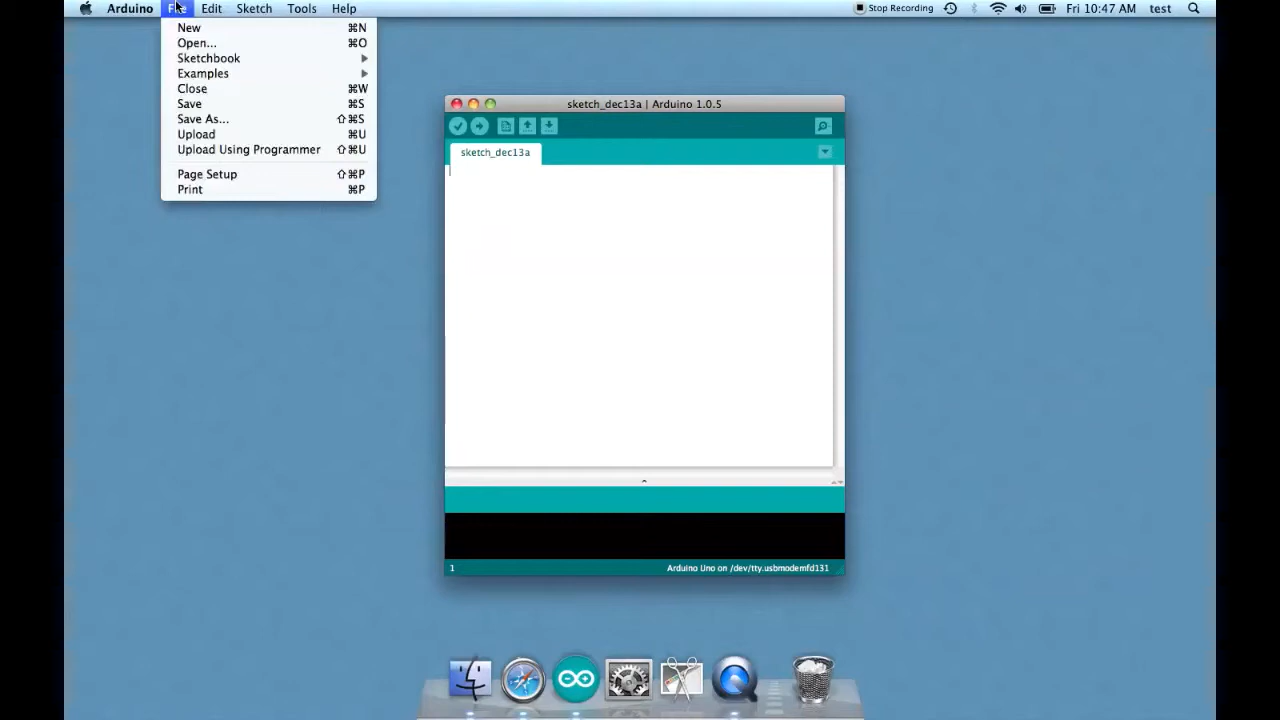 Arduino File Edit Sketch Tools Help Stop Recording Fri 10:47 AM test
New ⌘N
Open... ⌘O
Sketchbook
Examples
Close ⌘W
Save ⌘S
Save As... ⇧⌘S
Upload ⌘U
Upload Using Programmer ⇧⌘U
Page Setup ⇧⌘P
Print ⌘P
sketch_dec13a | Arduino 1.0.5
sketch_dec13a
1 Arduino Uno on /dev/tty.usbmodemfd131